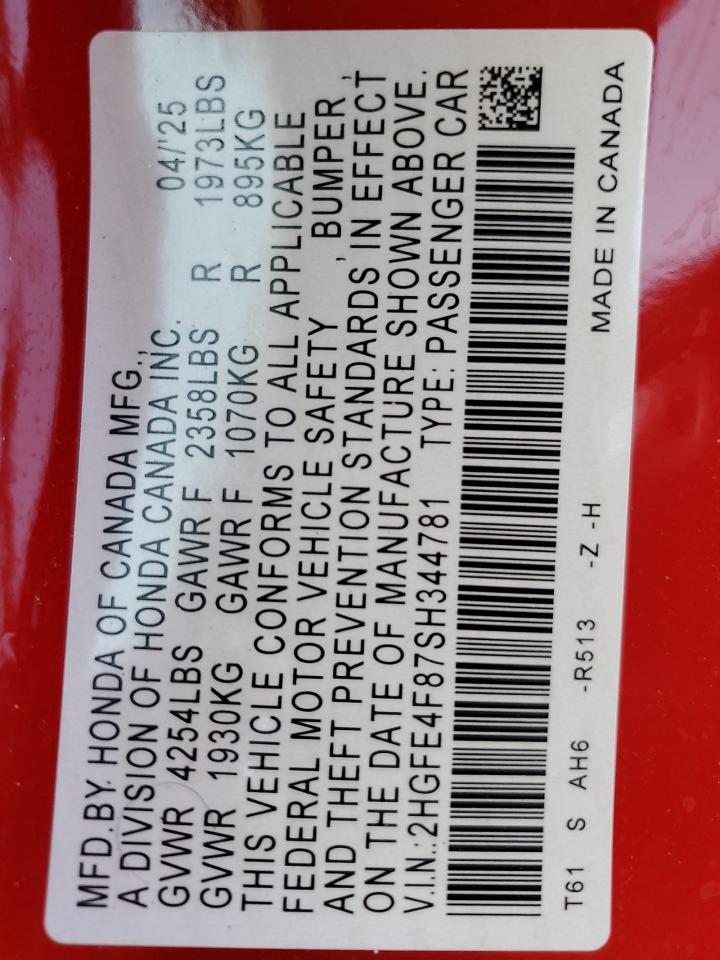 MFD.BY HONDA OF CANADA MFG., 04/'25
A DIVISION OF HONDA CANADA INC.
GVWR 4254LBS GAWR F 2358LBS R 1973LBS
GVWR 1930KG GAWR F 1070KG R 895KG
THIS VEHICLE CONFORMS TO ALL APPLICABLE
FEDERAL MOTOR VEHICLE SAFETY , BUMPER ,
AND THEFT PREVENTION STANDARDS IN EFFECT
ON THE DATE OF MANUFACTURE SHOWN ABOVE.
V.I.N.:2HGFE4F87SH344781 TYPE: PASSENGER CAR
T61 S AH6 -R513 -Z -H MADE IN CANADA